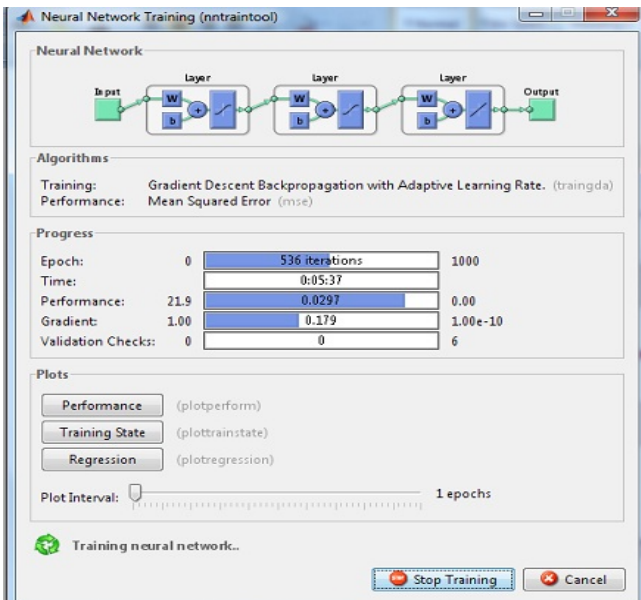 Neural Network Training (nntraintool)
Neural Network
Layer Layer Layer
Input Output
W W W
b b b
Algorithms
Training: Gradient Descent Backpropagation with Adaptive Learning Rate. (traingda)
Performance: Mean Squared Error (mse)
Progress
Epoch: 0 536 iterations 1000
Time: 0:05:37
Performance: 21.9 0.0297 0.00
Gradient: 1.00 0.179 1.00e-10
Validation Checks: 0 0 6
Plots
Performance (plotperform)
Training State (plottrainstate)
Regression (plotregression)
Plot Interval: 1 epochs
Training neural network..
Stop Training Cancel